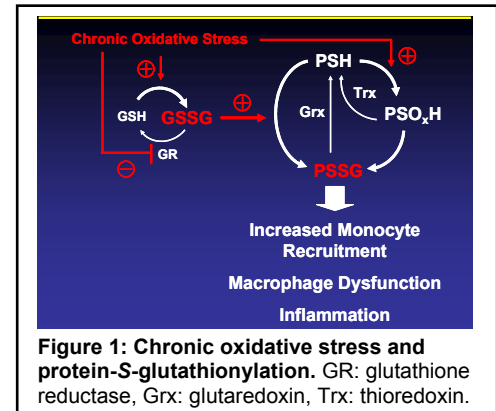 Chronic Oxidative Stress
⊕
⊕
PSH
GSH
GSSG
⊕
Grx
Trx
PSOxH
GR
⊖
PSSG
Increased Monocyte
Recruitment
Macrophage Dysfunction
Inflammation
Figure 1: Chronic oxidative stress and
protein-S-glutathionylation. GR: glutathione
reductase, Grx: glutaredoxin, Trx: thioredoxin.